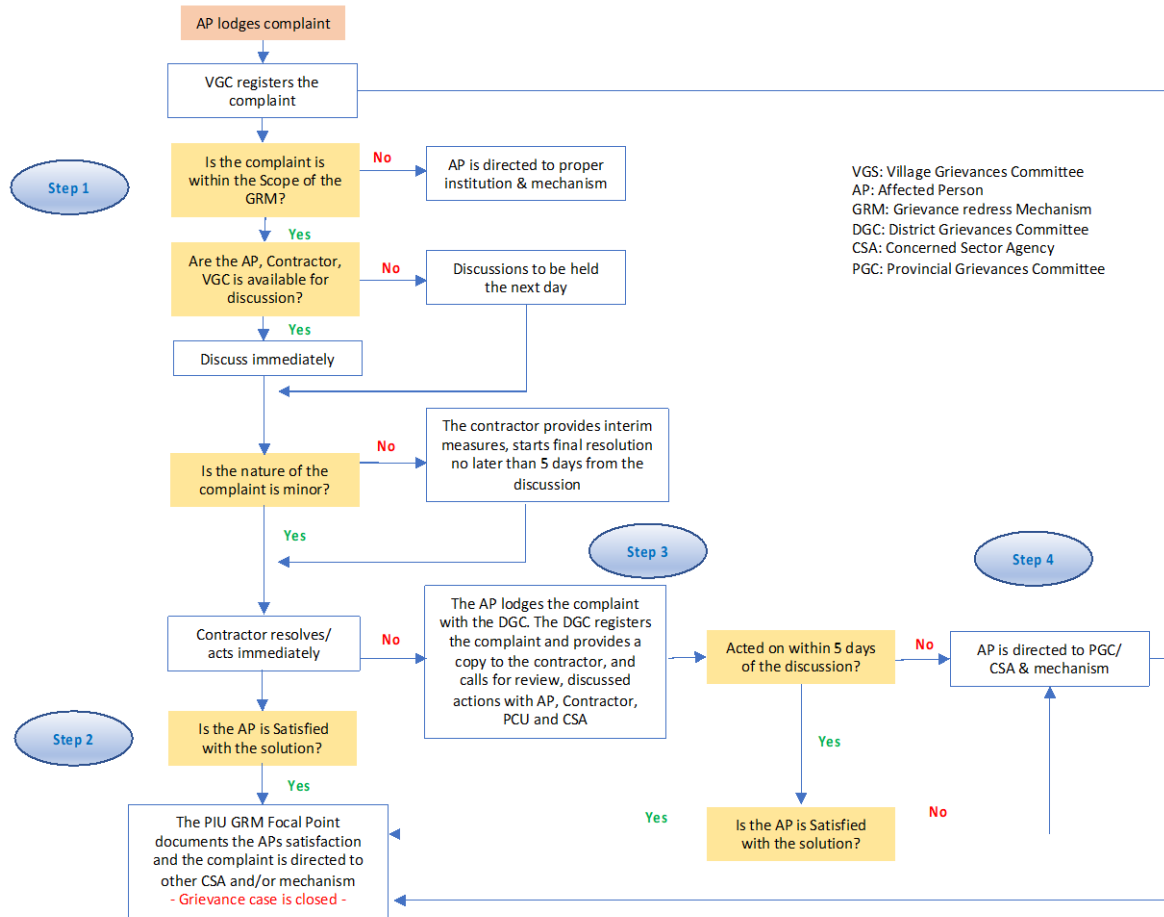 AP lodges complaint
VGC registers the
complaint
Step 1
Is the complaint is
within the Scope of the
GRM?
No
AP is directed to proper
institution & mechanism
VGS: Village Grievances Committee
AP: Affected Person
GRM: Grievance redress Mechanism
DGC: District Grievances Committee
CSA: Concerned Sector Agency
PGC: Provincial Grievances Committee
Yes
Are the AP, Contractor,
VGC is available for
discussion?
No
Discussions to be held
the next day
Yes
Discuss immediately
Is the nature of the
complaint is minor?
No
The contractor provides interim
measures, starts final resolution
no later than 5 days from the
discussion
Yes
Step 3
Step 4
Contractor resolves/
acts immediately
No
The AP lodges the complaint
with the DGC. The DGC registers
the complaint and provides a
copy to the contractor, and
calls for review, discussed
actions with AP, Contractor,
PCU and CSA
Acted on within 5 days
of the discussion?
No
AP is directed to PGC/
CSA & mechanism
Step 2
Is the AP is Satisfied
with the solution?
Yes
Yes
The PIU GRM Focal Point
documents the APs satisfaction
and the complaint is directed to
other CSA and/or mechanism
- Grievance case is closed -
Yes
Is the AP is Satisfied
with the solution?
No